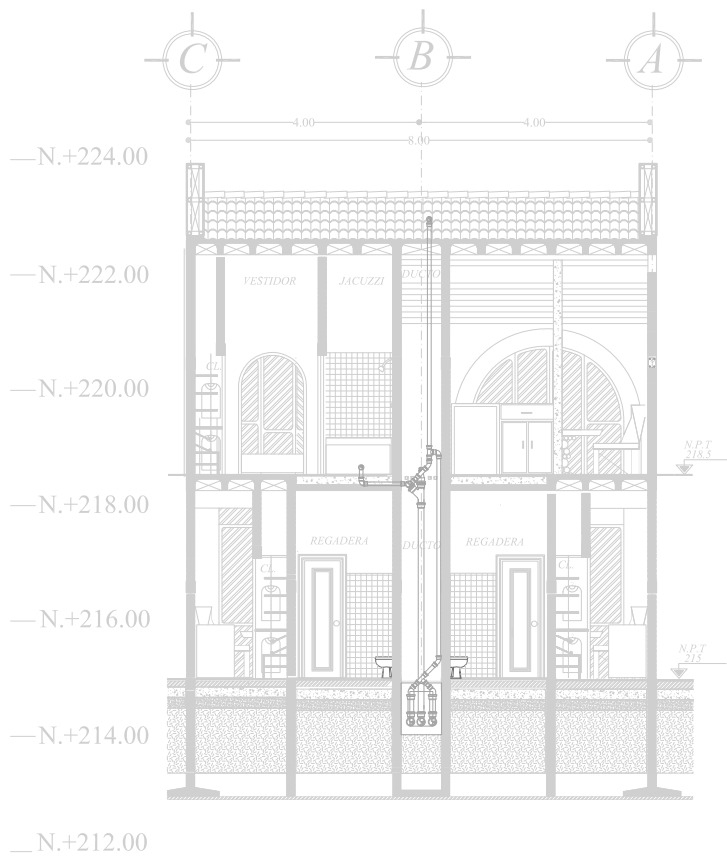 C B A
4.00 4.00
8.00
N.+224.00
N.+222.00
VESTIDOR JACUZZI DUCTO
N.+220.00
CL.
N.P.T
218.5
N.+218.00
REGADERA DUCTO REGADERA
CL. CL.
N.+216.00
N.P.T
215
N.+214.00
N.+212.00